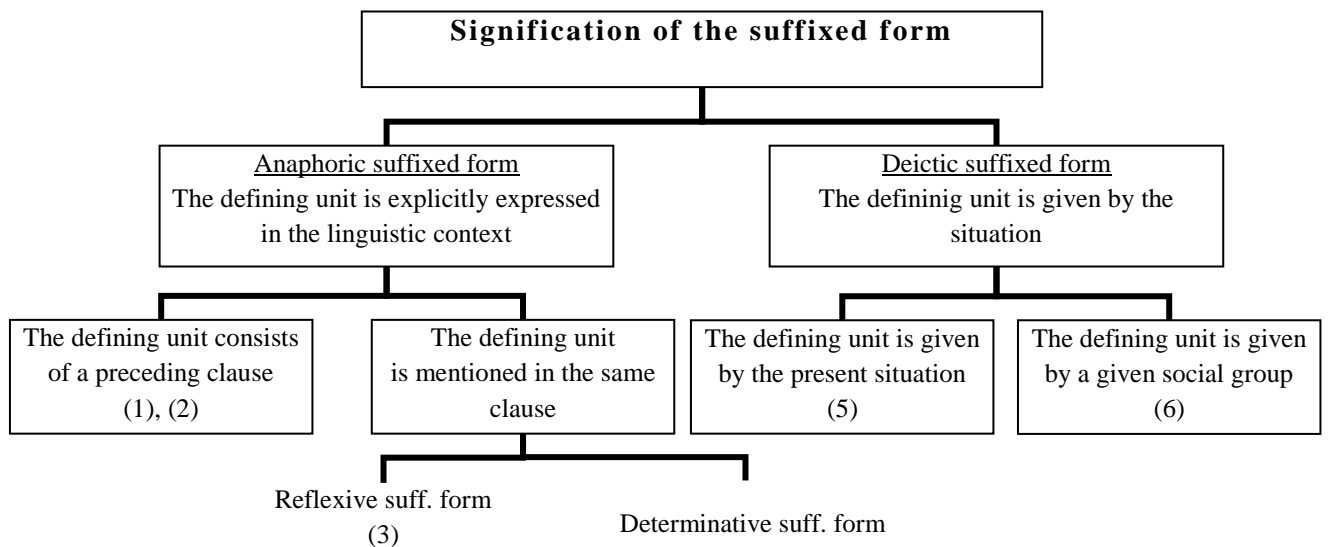 Signification of the suffixed form
Anaphoric suffixed form
The defining unit is explicitly expressed
in the linguistic context
Deictic suffixed form
The defininig unit is given by the
situation
The defining unit consists
of a preceding clause
(1), (2)
The defining unit
is mentioned in the same
clause
The defining unit is given
by the present situation
(5)
The defining unit is given
by a given social group
(6)
Reflexive suff. form
(3)
Determinative suff. form